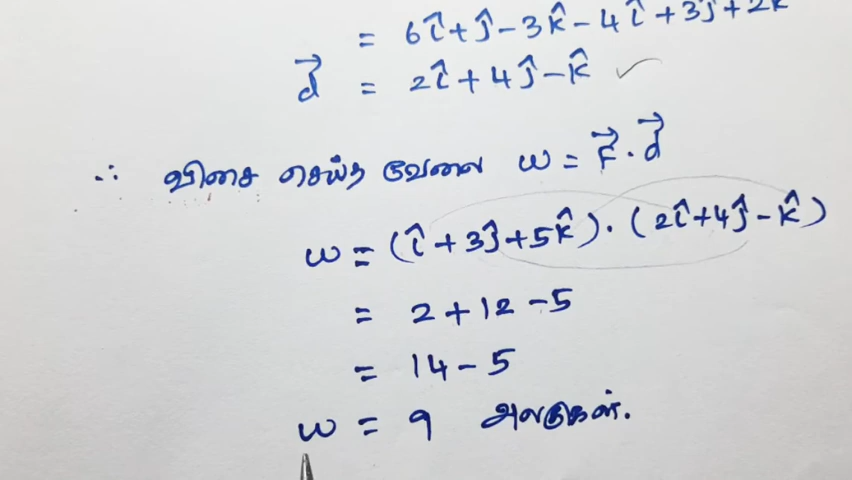 = 6î+ĵ-3k̂-4î+3ĵ+2k̂
d⃗ = 2î+4ĵ-k̂ ✓
∴ விசை செய்த வேலை w = F⃗ . d⃗
w = (î+3ĵ+5k̂) . (2î+4ĵ-k̂)
= 2+12-5
= 14-5
w = 9 அலகுகள்.